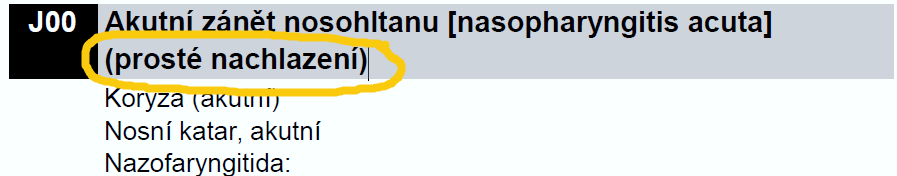 J00 Akutní zánět nosohltanu [nasopharyngitis acuta]
(prosté nachlazení)
Koryza (akutní)
Nosní katar, akutní
Nazofaryngitida: